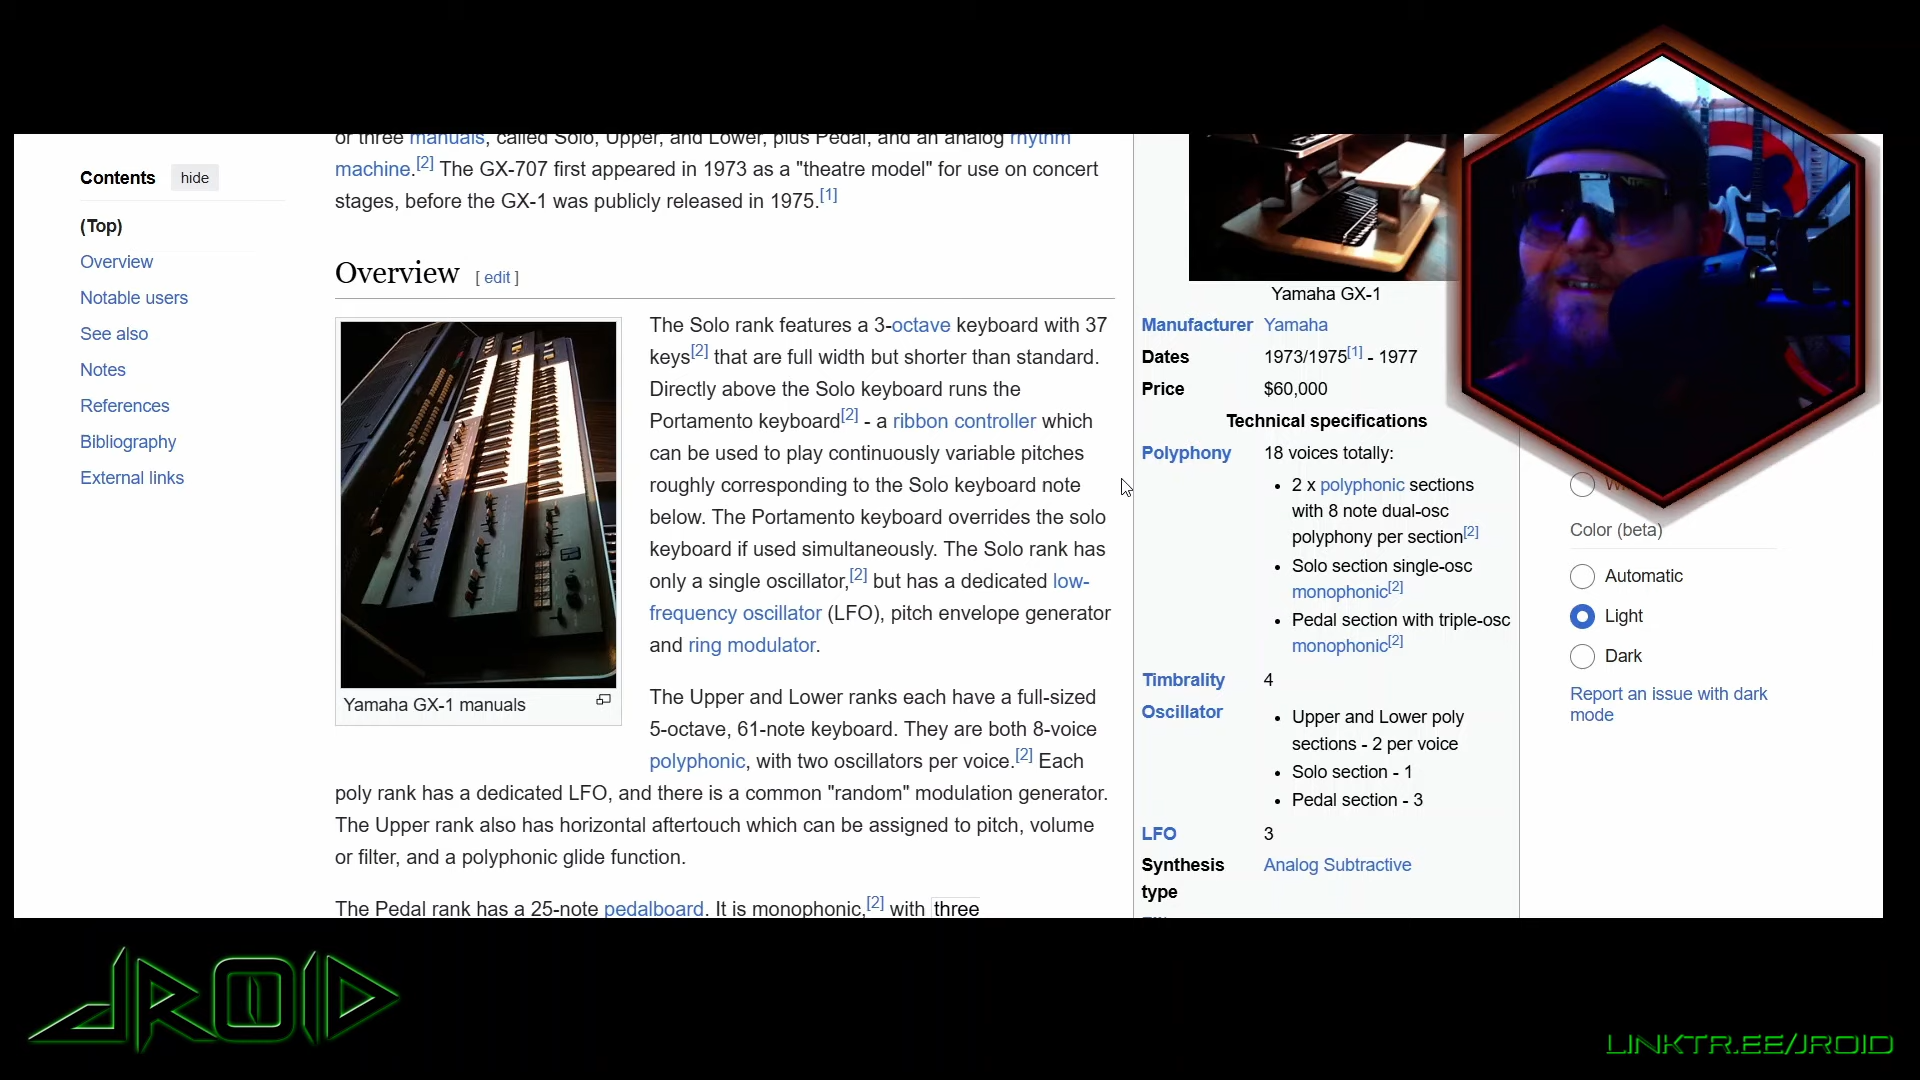 or three manuals, called Solo, Upper, and Lower, plus Pedal, and an analog rhythm
machine.[2] The GX-707 first appeared in 1973 as a "theatre model" for use on concert
stages, before the GX-1 was publicly released in 1975.[1]
Contents hide
(Top)
Overview
Notable users
See also
Notes
References
Bibliography
External links
Overview [ edit ]
Yamaha GX-1 manuals
The Solo rank features a 3-octave keyboard with 37
keys[2] that are full width but shorter than standard.
Directly above the Solo keyboard runs the
Portamento keyboard[2] - a ribbon controller which
can be used to play continuously variable pitches
roughly corresponding to the Solo keyboard note
below. The Portamento keyboard overrides the solo
keyboard if used simultaneously. The Solo rank has
only a single oscillator,[2] but has a dedicated low-
frequency oscillator (LFO), pitch envelope generator
and ring modulator.
The Upper and Lower ranks each have a full-sized
5-octave, 61-note keyboard. They are both 8-voice
polyphonic, with two oscillators per voice.[2] Each
poly rank has a dedicated LFO, and there is a common "random" modulation generator.
The Upper rank also has horizontal aftertouch which can be assigned to pitch, volume
or filter, and a polyphonic glide function.
The Pedal rank has a 25-note pedalboard. It is monophonic,[2] with three
Yamaha GX-1
Manufacturer Yamaha
Dates 1973/1975[1] - 1977
Price $60,000
Technical specifications
Polyphony 18 voices totally:
• 2 x polyphonic sections
with 8 note dual-osc
polyphony per section[2]
• Solo section single-osc
monophonic[2]
• Pedal section with triple-osc
monophonic[2]
Timbrality 4
Oscillator • Upper and Lower poly
sections - 2 per voice
• Solo section - 1
• Pedal section - 3
LFO 3
Synthesis Analog Subtractive
type
Color (beta)
Automatic
Light
Dark
Report an issue with dark
mode
JROID
LINKTR.EE/JROID